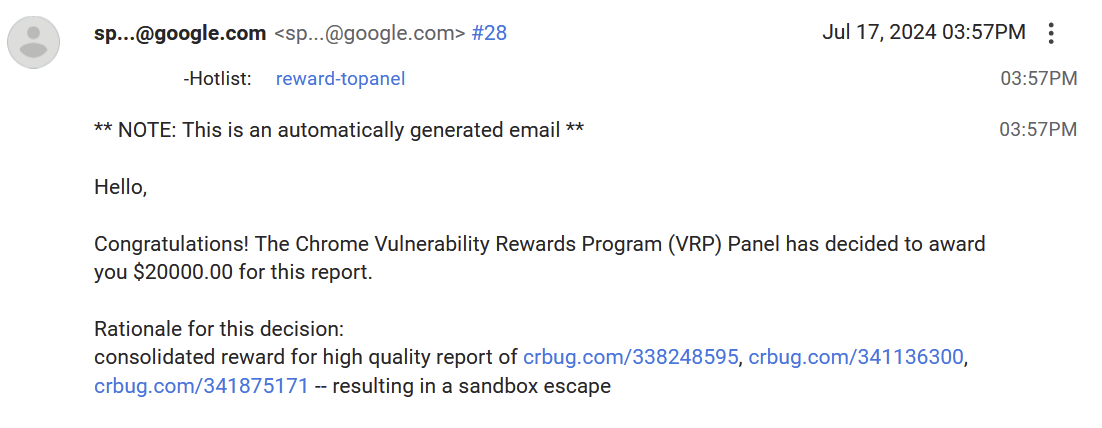 sp...@google.com <sp...@google.com> #28 Jul 17, 2024 03:57PM
-Hotlist: reward-topanel 03:57PM
** NOTE: This is an automatically generated email ** 03:57PM
Hello,
Congratulations! The Chrome Vulnerability Rewards Program (VRP) Panel has decided to award
you $20000.00 for this report.
Rationale for this decision:
consolidated reward for high quality report of crbug.com/338248595, crbug.com/341136300,
crbug.com/341875171 -- resulting in a sandbox escape